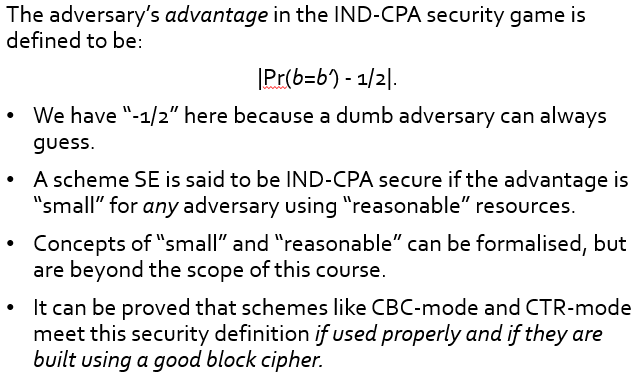 The adversary's advantage in the IND-CPA security game is
defined to be:
|Pr(b=b′) - 1/2|.
• We have “-1/2” here because a dumb adversary can always
guess.
• A scheme SE is said to be IND-CPA secure if the advantage is
“small” for any adversary using “reasonable” resources.
• Concepts of “small” and “reasonable” can be formalised, but
are beyond the scope of this course.
• It can be proved that schemes like CBC-mode and CTR-mode
meet this security definition if used properly and if they are
built using a good block cipher.